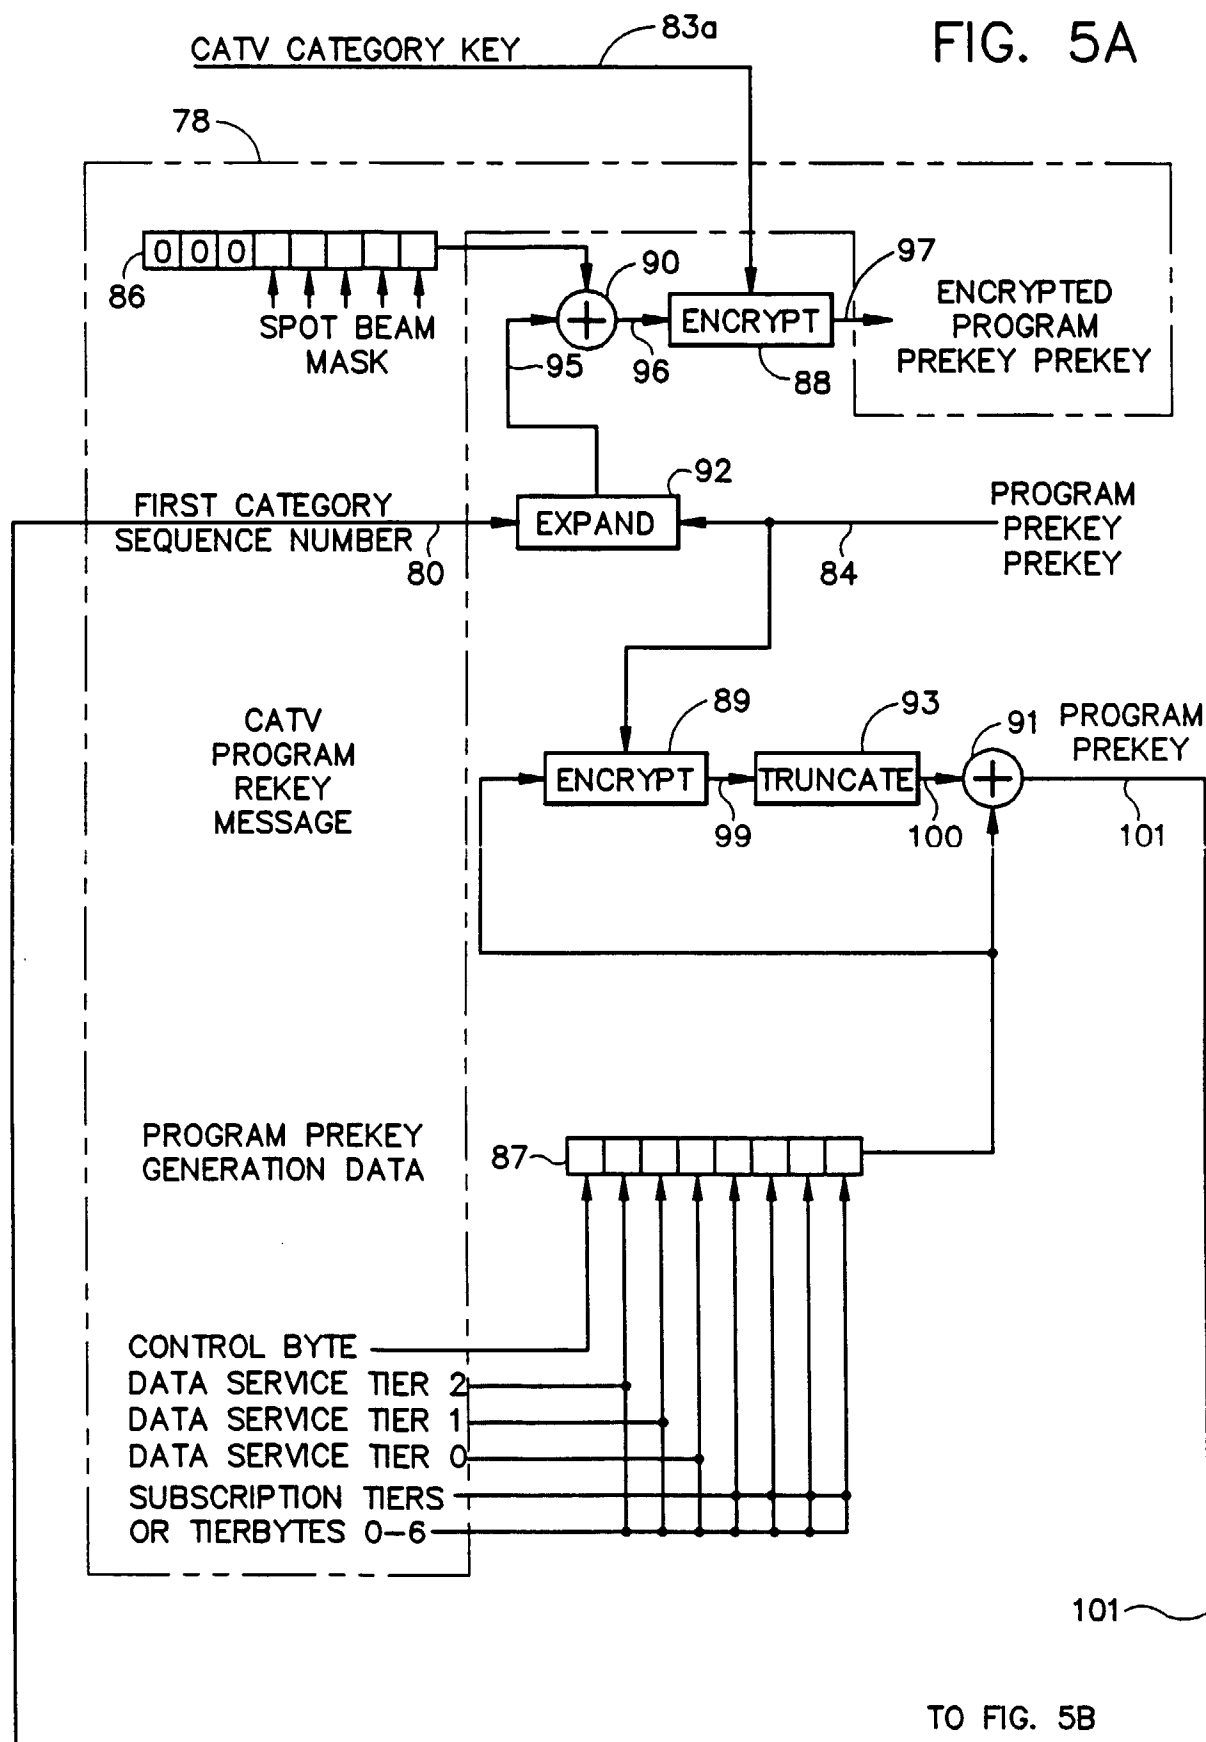 FIG. 5A
CATV CATEGORY KEY
83a
78
0 0 0
86
SPOT BEAM
MASK
90
95
96
ENCRYPT
88
97
ENCRYPTED
PROGRAM
PREKEY PREKEY
FIRST CATEGORY
SEQUENCE NUMBER
80
92
EXPAND
84
PROGRAM
PREKEY
PREKEY
CATV
PROGRAM
REKEY
MESSAGE
89
ENCRYPT
99
93
TRUNCATE
100
91
PROGRAM
PREKEY
101
PROGRAM PREKEY
GENERATION DATA
87
CONTROL BYTE
DATA SERVICE TIER 2
DATA SERVICE TIER 1
DATA SERVICE TIER 0
SUBSCRIPTION TIERS
OR TIERBYTES 0-6
101
TO FIG. 5B